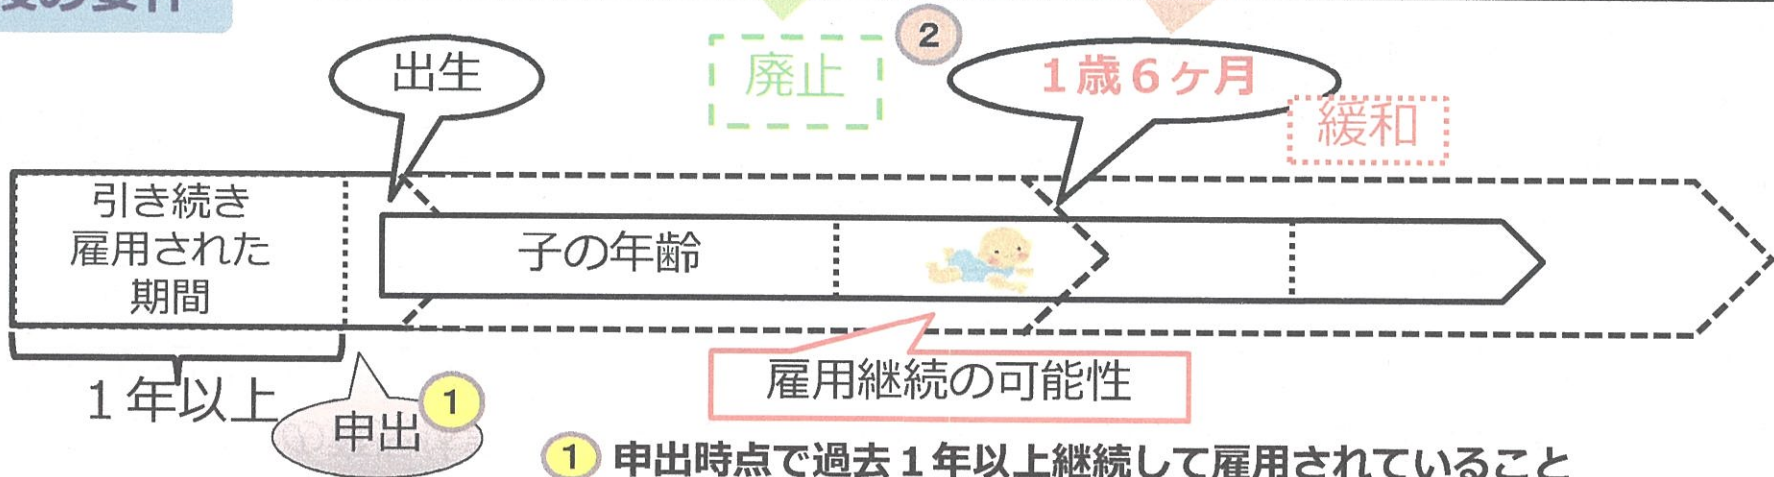 2
出生
廃止
1歳6ヶ月
緩和
引き続き
雇用された
期間
子の年齢
1年以上
申出
1
雇用継続の可能性
1 申出時点で過去1年以上継続して雇用されていること